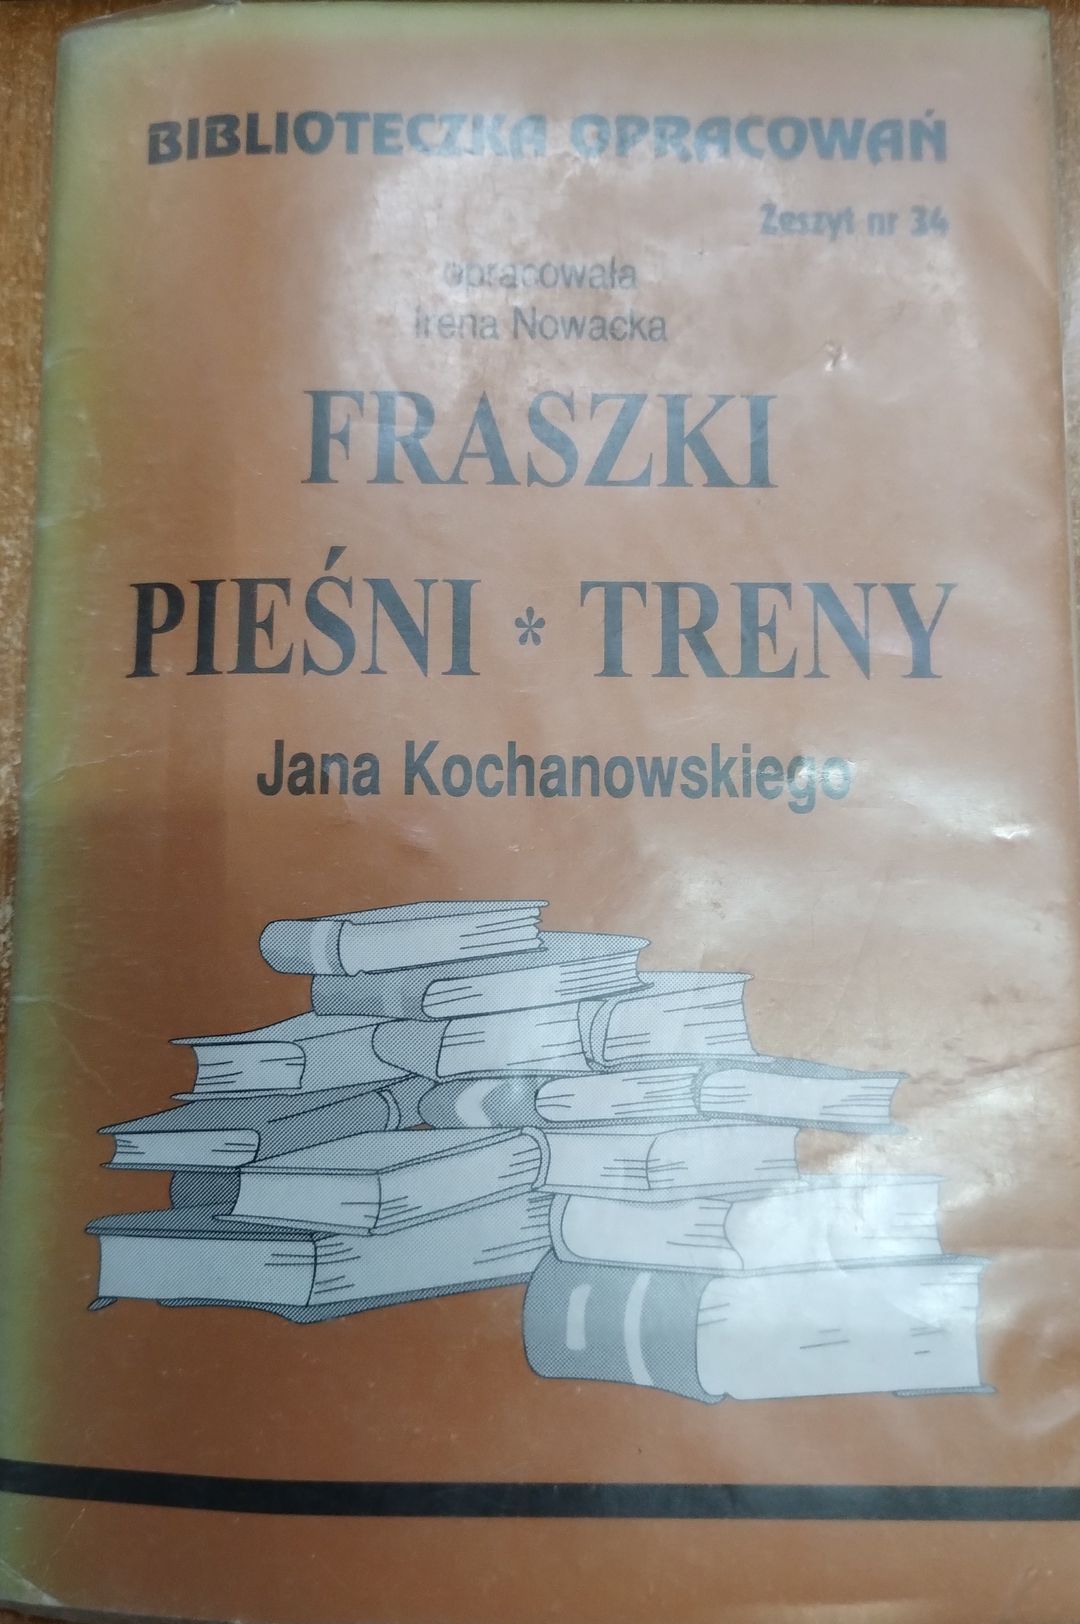 BIBLIOTECZKA OPRACOWAŃ
Zeszyt nr 34
opracowała
Irena Nowacka
FRASZKI
PIEŚNI * TRENY
Jana Kochanowskiego